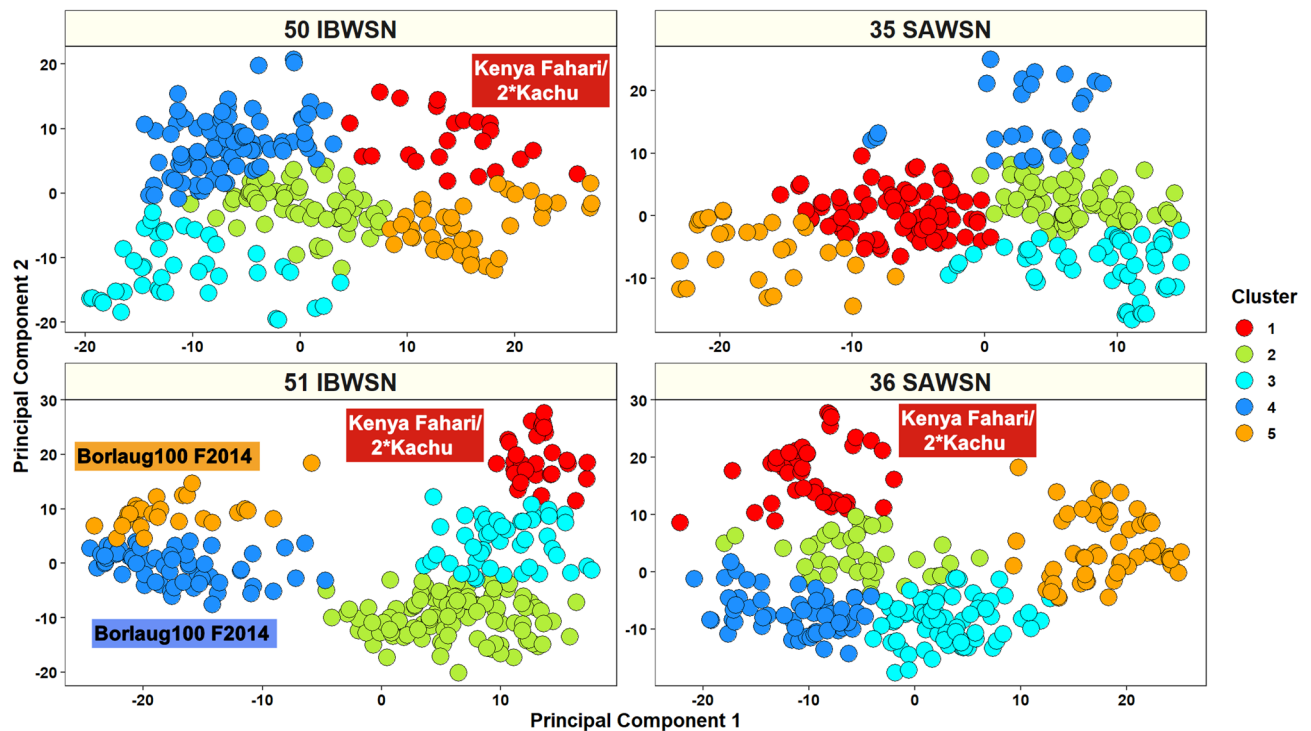 50 IBWSN
35 SAWSN
Kenya Fahari/
2*Kachu
20
10
0
-10
-20
-20
-10
0
10
20
20
10
0
-10
-20
-10
0
10
51 IBWSN
36 SAWSN
Kenya Fahari/
2*Kachu
Borlaug100 F2014
Borlaug100 F2014
30
20
10
0
-10
-20
-20
-10
0
10
Kenya Fahari/
2*Kachu
30
20
10
0
-10
-20
-10
0
10
20
Principal Component 2
Principal Component 1
Cluster
1
2
3
4
5